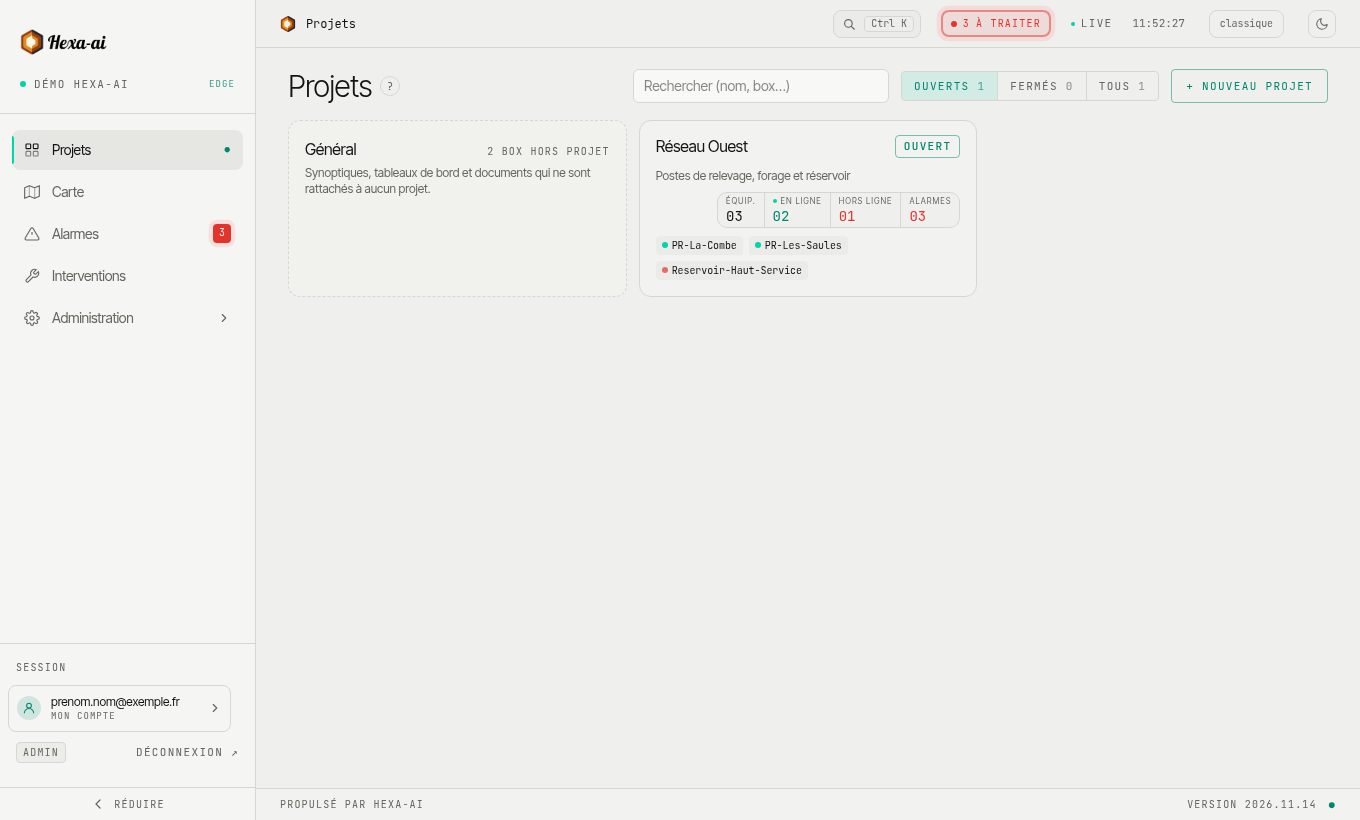 Hexa-ai
DÉMO HEXA-AI EDGE
Projets
Carte
Alarmes 3
Interventions
Administration
SESSION
prenom.nom@exemple.fr
MON COMPTE
ADMIN DÉCONNEXION ↗
RÉDUIRE
Projets
Ctrl K
3 À TRAITER
LIVE
11:52:27
classique
Projets ?
Rechercher (nom, box…)
OUVERTS 1 FERMÉS 0 TOUS 1
+ NOUVEAU PROJET
Général 2 BOX HORS PROJET
Synoptiques, tableaux de bord et documents qui ne sont
rattachés à aucun projet.
Réseau Ouest OUVERT
Postes de relevage, forage et réservoir
ÉQUIP. EN LIGNE HORS LIGNE ALARMES
03 02 01 03
PR-La-Combe PR-Les-Saules
Reservoir-Haut-Service
PROPULSÉ PAR HEXA-AI
VERSION 2026.11.14